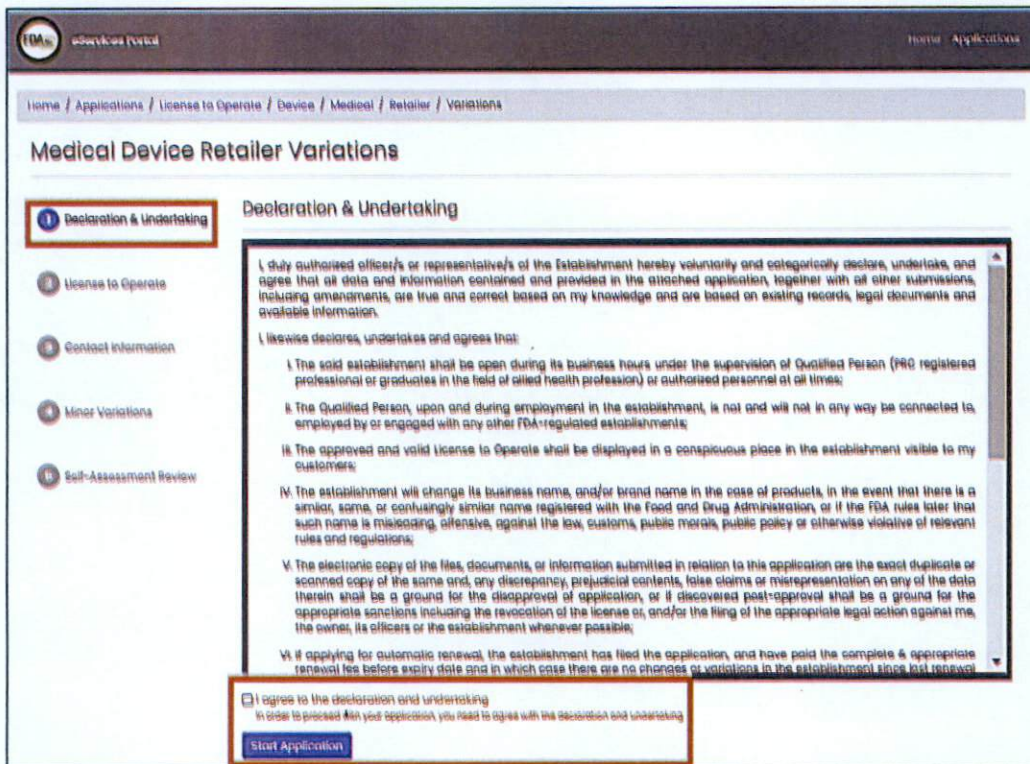 FDA eServices Portal
Home Applications
Home / Applications / License to Operate / Device / Medical / Retailer / Variations
Medical Device Retailer Variations
1 Declaration & Undertaking
2 License to Operate
3 Contact Information
4 Minor Variations
5 Self-Assessment Review
Declaration & Undertaking
I, duly authorized officer/s or representative/s of the Establishment hereby voluntarily and categorically declare, undertake, and
agree that all data and information contained and provided in the attached application, together with all other submissions,
including amendments, are true and correct based on my knowledge and are based on existing records, legal documents and
available information.
I, likewise declares, undertakes and agrees that:
I. The said establishment shall be open during its business hours under the supervision of Qualified Person (PRC registered
professional or graduates in the field of allied health profession) or authorized personnel at all times;
II. The Qualified Person, upon and during employment in the establishment, is not and will not in any way be connected to,
employed by or engaged with any other FDA-regulated establishments;
III. The approved and valid License to Operate shall be displayed in a conspicuous place in the establishment visible to my
customers;
IV. The establishment will change its business name, and/or brand name in the case of products, in the event that there is a
similar, same, or confusingly similar name registered with the Food and Drug Administration, or if the FDA rules later that
such name is misleading, offensive, against the law, customs, public morals, public policy or otherwise violative of relevant
rules and regulations;
V. The electronic copy of the files, documents, or information submitted in relation to this application are the exact duplicate or
scanned copy of the same and, any discrepancy, prejudicial contents, false claims or misrepresentation on any of the data
therein shall be a ground for the disapproval of application, or if discovered post-approval shall be a ground for the
appropriate sanctions including the revocation of the license or, and/or the filing of the appropriate legal action against me,
the owner, its officers or the establishment whenever possible;
VI. If applying for automatic renewal, the establishment has filed the application, and have paid the complete & appropriate
renewal fee before expiry date and in which case there are no changes or variations in the establishment since last renewal
I agree to the declaration and undertaking
In order to proceed with your application, you need to agree with the declaration and undertaking
Start Application